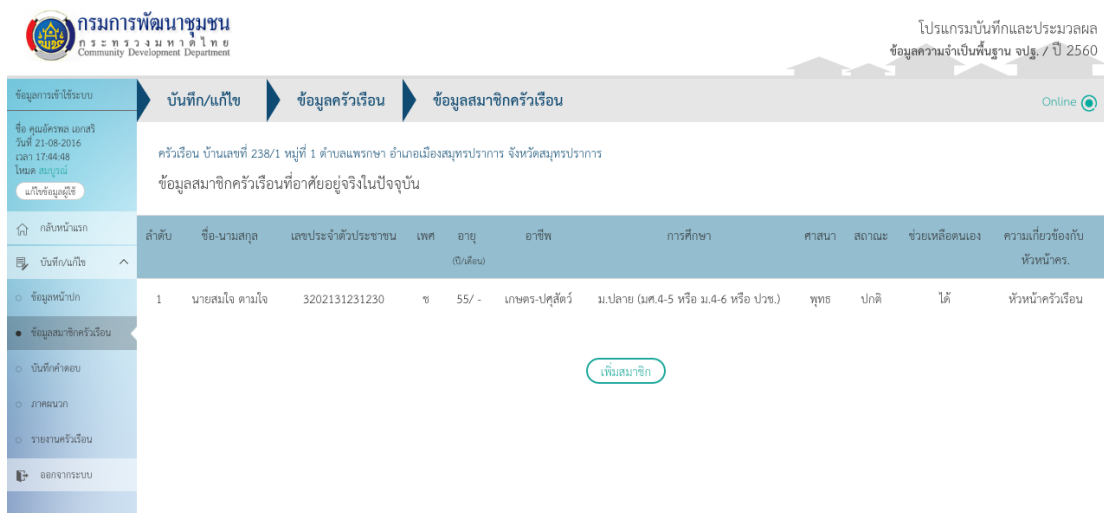 กรมการพัฒนาชุมชน
กระทรวงมหาดไทย
Community Development Department
โปรแกรมบันทึกและประมวลผล
ข้อมูลความจำเป็นพื้นฐาน จปฐ. / ปี 2560
ข้อมูลการเข้าใช้ระบบ
บันทึก/แก้ไข
ข้อมูลครัวเรือน
ข้อมูลสมาชิกครัวเรือน
Online
ชื่อ คุณอัครพล เอกสริ
วันที่ 21-08-2016
เวลา 17:44:48
โหมด สมบูรณ์
แก้ไขข้อมูลผู้ใช้
ครัวเรือน บ้านเลขที่ 238/1 หมู่ที่ 1 ตำบลแพรกษา อำเภอเมืองสมุทรปราการ จังหวัดสมุทรปราการ
ข้อมูลสมาชิกครัวเรือนที่อาศัยอยู่จริงในปัจจุบัน
กลับหน้าแรก
บันทึก/แก้ไข
ข้อมูลหน้าปก
ข้อมูลสมาชิกครัวเรือน
บันทึกคำตอบ
ภาคผนวก
รายงานครัวเรือน
ออกจากระบบ
ลำดับ ชื่อ-นามสกุล เลขประจำตัวประชาชน เพศ อายุ อาชีพ การศึกษา ศาสนา สถานะ ช่วยเหลือตนเอง ความเกี่ยวข้องกับ
(ปี/เดือน) หัวหน้าคร.
1 นายสมใจ ตามใจ 3202131231230 ช 55/ - เกษตร-ปศุสัตว์ ม.ปลาย (มศ.4-5 หรือ ม.4-6 หรือ ปวช.) พุทธ ปกติ ได้ หัวหน้าครัวเรือน
เพิ่มสมาชิก